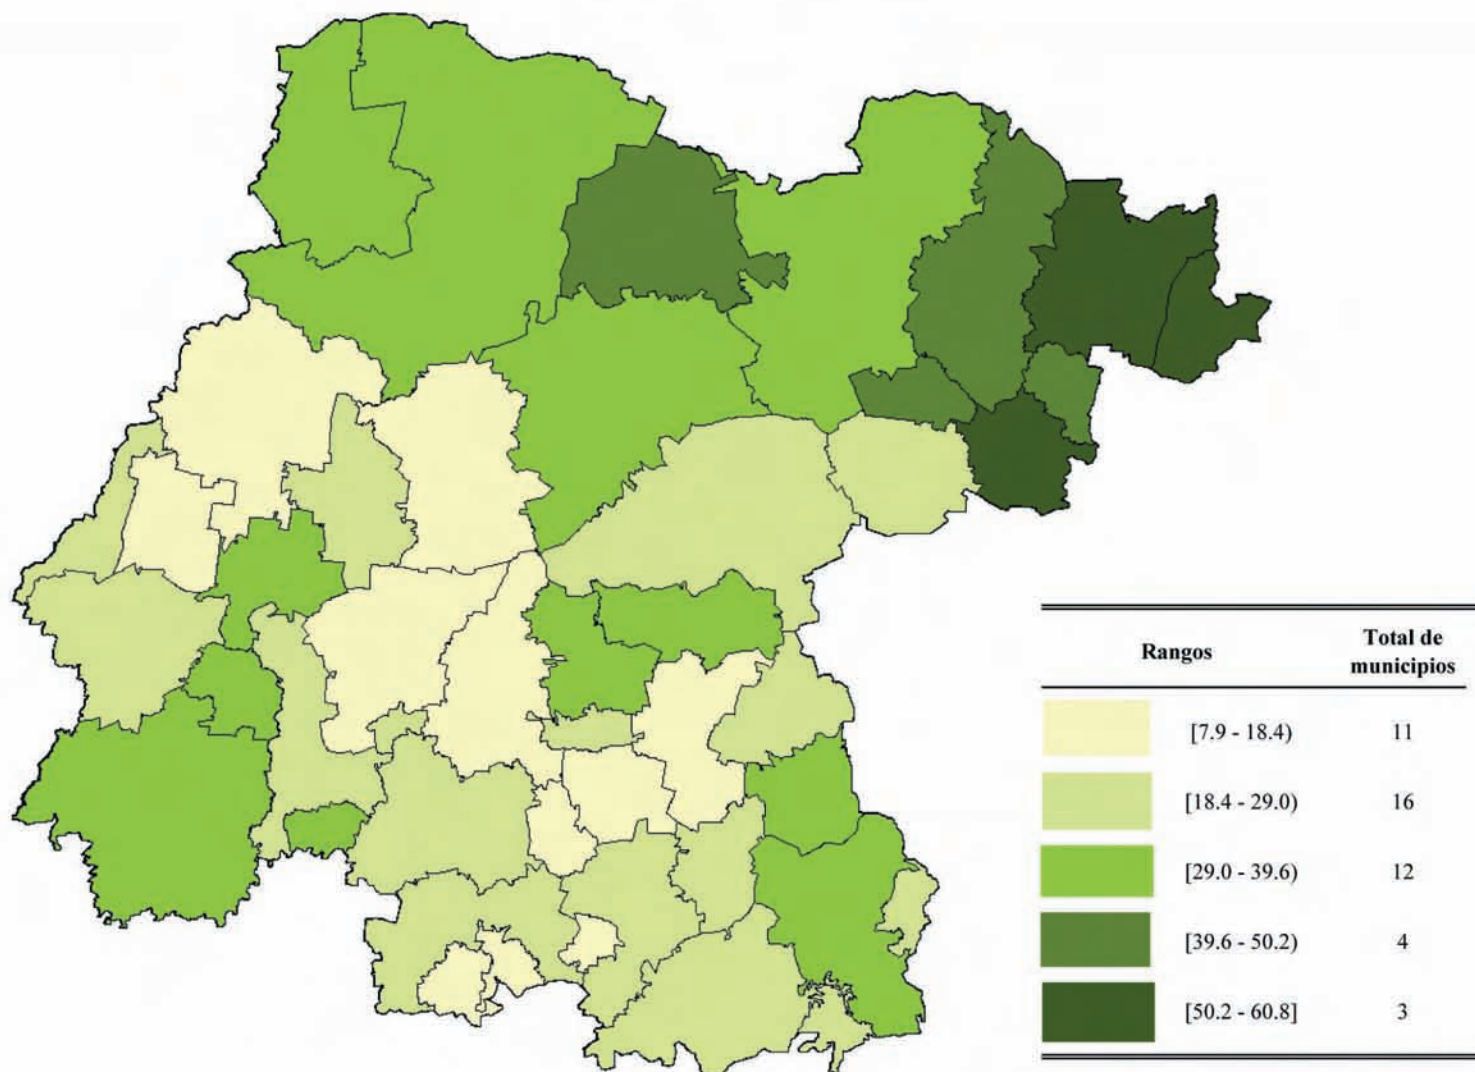 Rangos
Total de
municipios
[7.9 - 18.4) 11
[18.4 - 29.0) 16
[29.0 - 39.6) 12
[39.6 - 50.2) 4
[50.2 - 60.8] 3